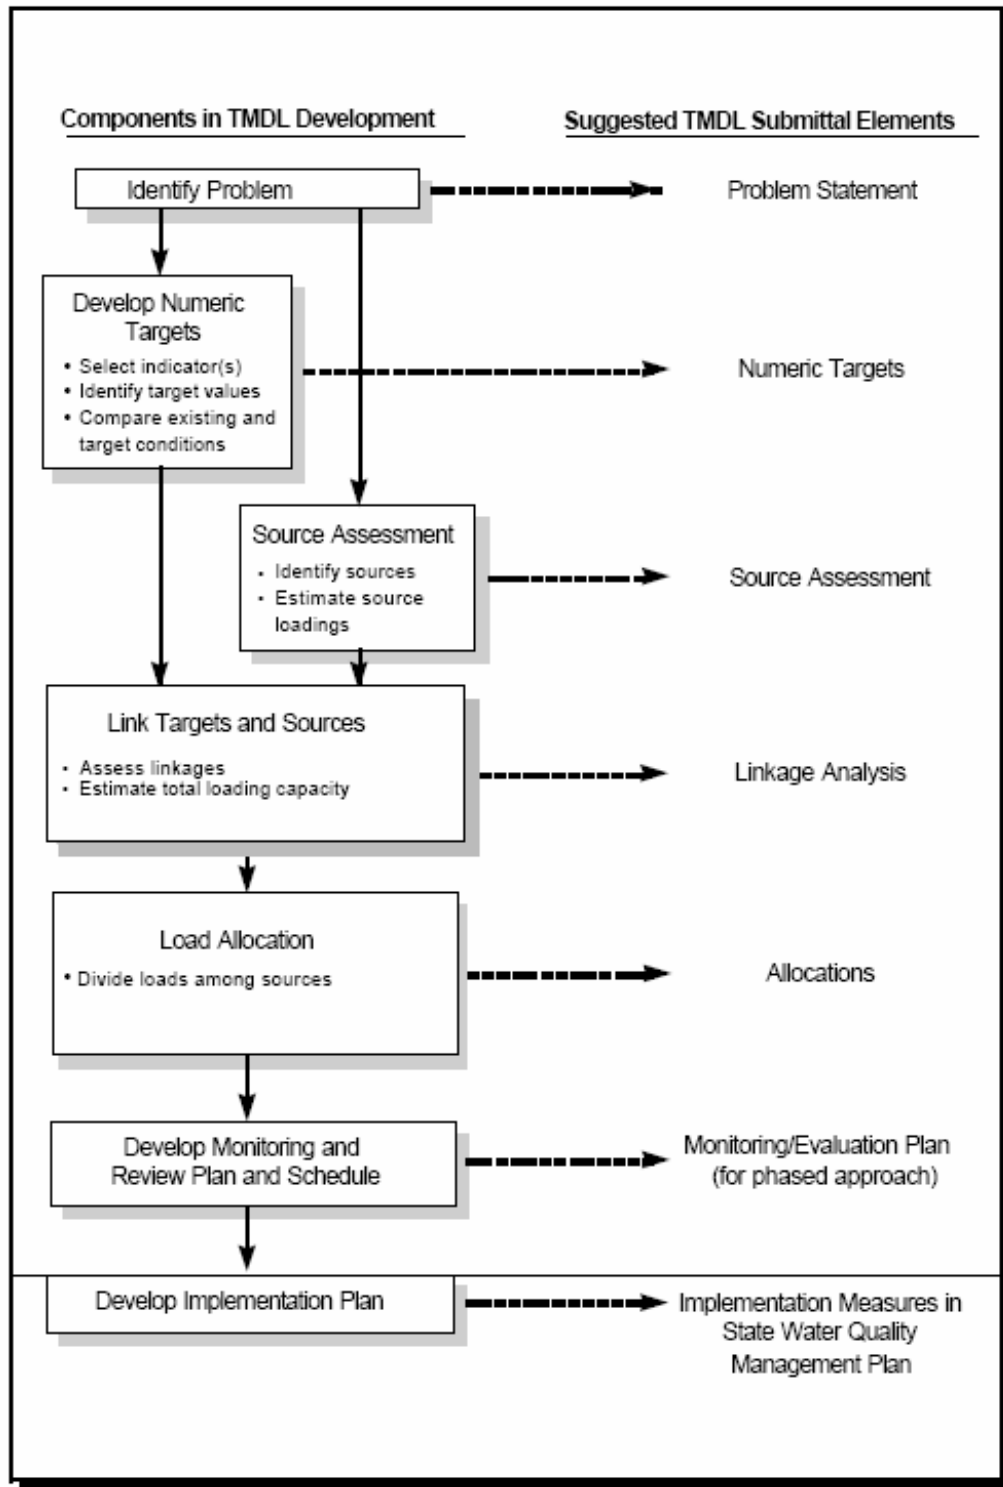 Components in TMDL Development
Suggested TMDL Submittal Elements
Identify Problem
Problem Statement
Develop Numeric
Targets
• Select indicator(s)
• Identify target values
• Compare existing and
target conditions
Numeric Targets
Source Assessment
• Identify sources
• Estimate source
loadings
Source Assessment
Link Targets and Sources
• Assess linkages
• Estimate total loading capacity
Linkage Analysis
Load Allocation
• Divide loads among sources
Allocations
Develop Monitoring and
Review Plan and Schedule
Monitoring/Evaluation Plan
(for phased approach)
Develop Implementation Plan
Implementation Measures in
State Water Quality
Management Plan